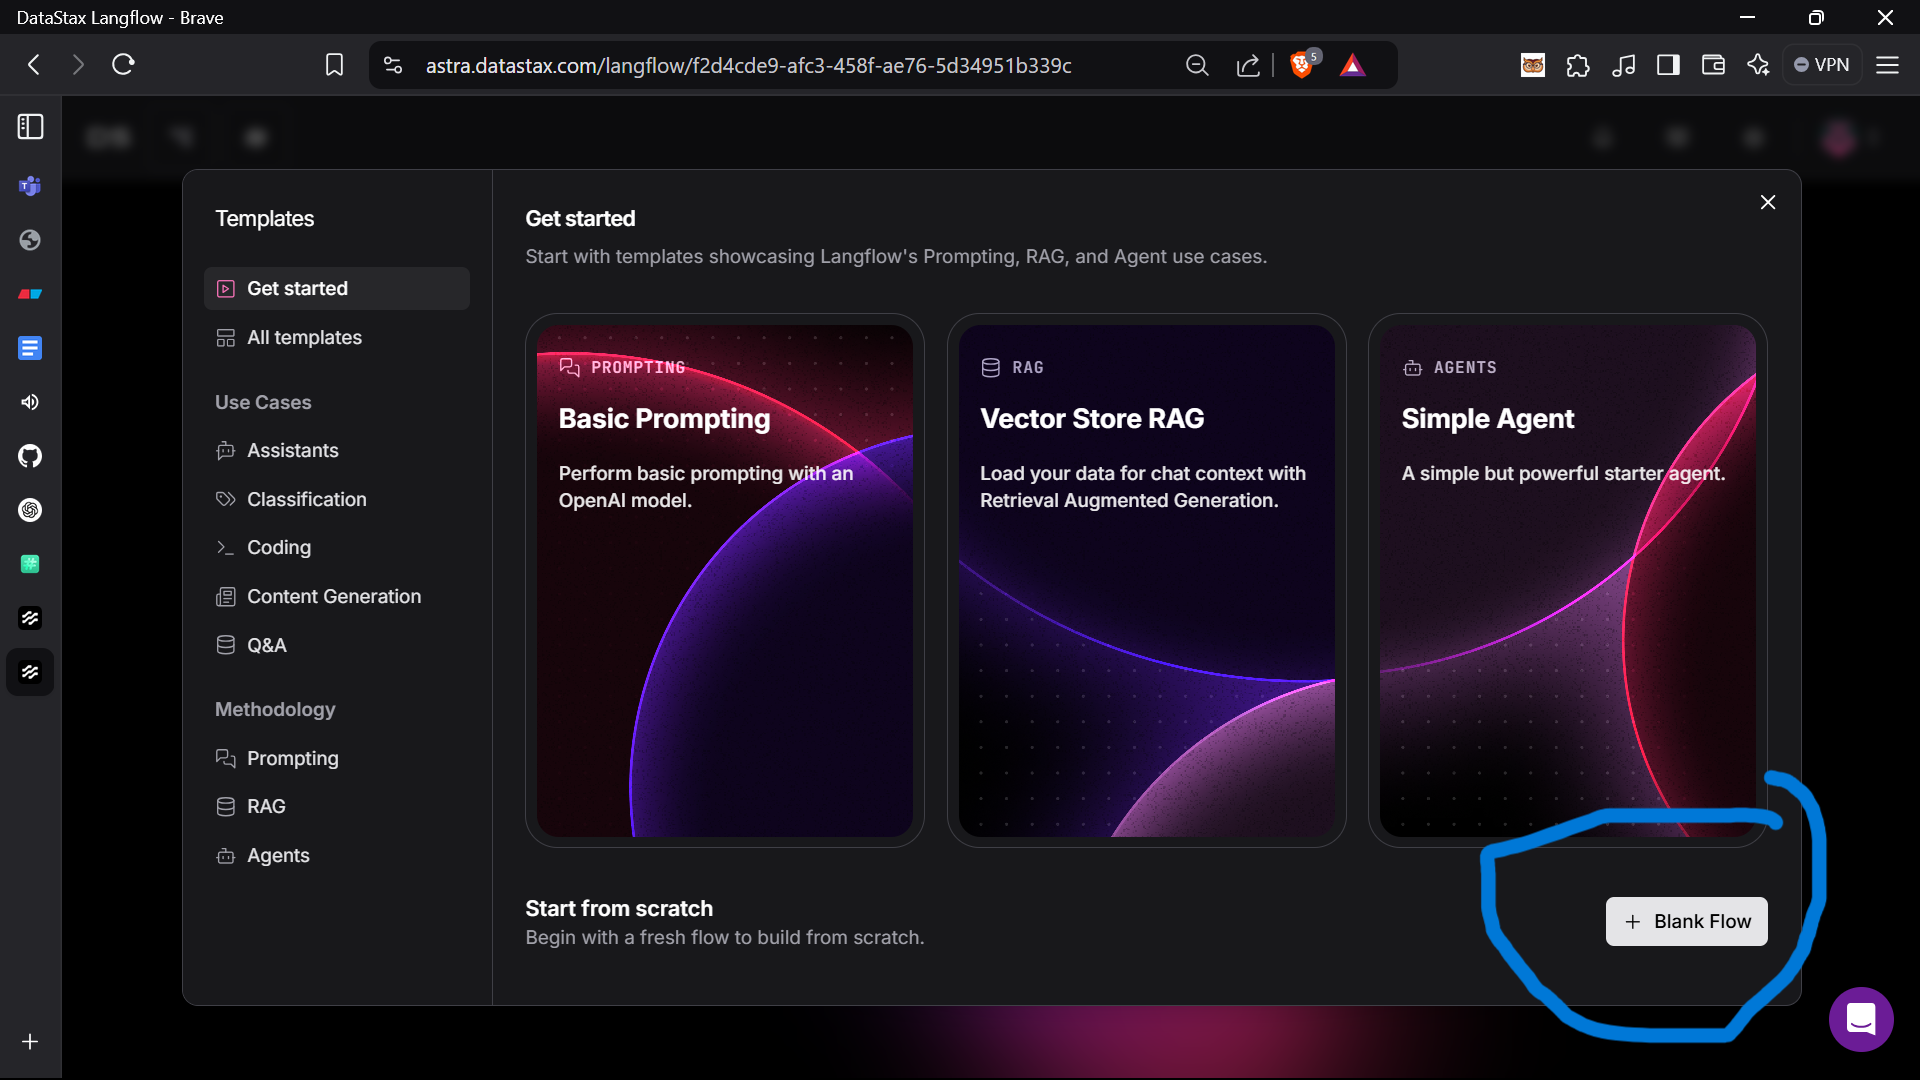 DataStax Langflow - Brave
astra.datastax.com/langflow/f2d4cde9-afc3-458f-ae76-5d34951b339c
5
VPN
Templates
Get started
All templates
Use Cases
Assistants
Classification
Coding
Content Generation
Q&A
Methodology
Prompting
RAG
Agents
Get started
Start with templates showcasing Langflow's Prompting, RAG, and Agent use cases.
PROMPTING
Basic Prompting
Perform basic prompting with an
OpenAI model.
RAG
Vector Store RAG
Load your data for chat context with
Retrieval Augmented Generation.
AGENTS
Simple Agent
A simple but powerful starter agent.
Start from scratch
Begin with a fresh flow to build from scratch.
+ Blank Flow